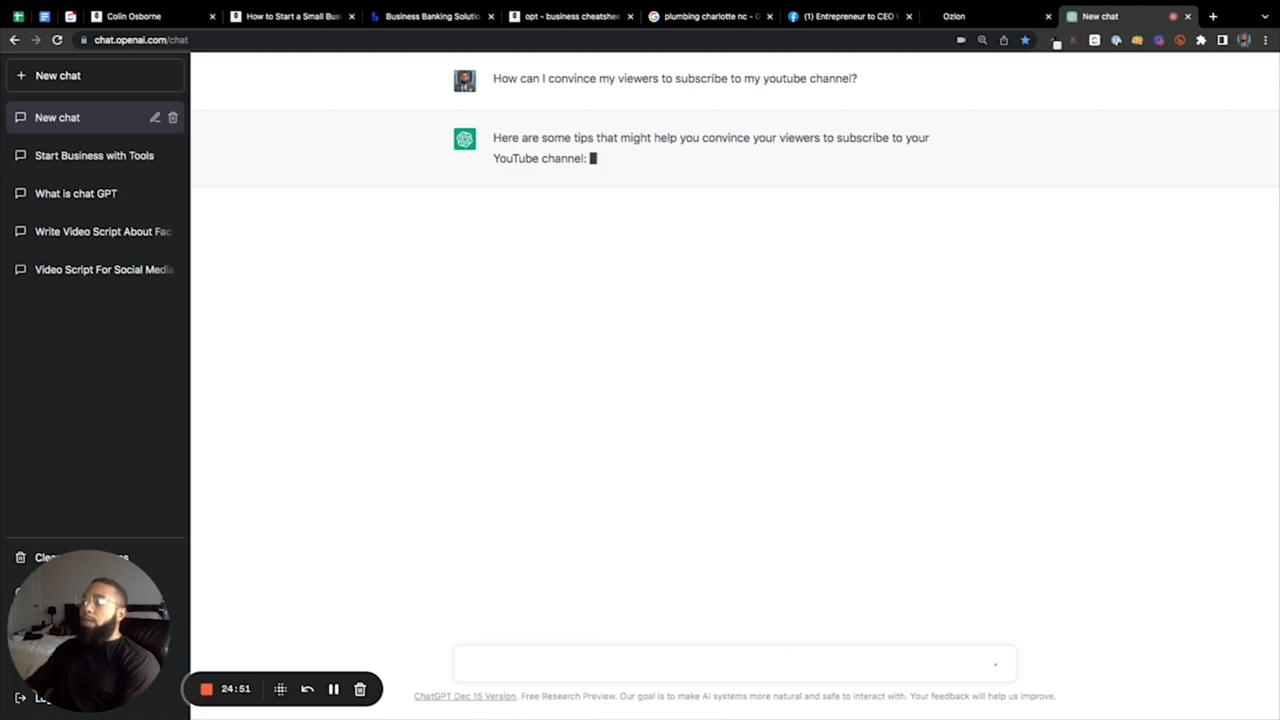 Colin Osborne
How to Start a Small Busi
Business Banking Solutio
opt - business cheatshee
plumbing charlotte nc - G
(1) Entrepreneur to CEO
Ozlon
New chat
chat.openai.com/chat
New chat
New chat
Start Business with Tools
What is chat GPT
Write Video Script About Fac
Video Script For Social Media
How can I convince my viewers to subscribe to my youtube channel?
Here are some tips that might help you convince your viewers to subscribe to your
YouTube channel:
24:51
ChatGPT Dec 15 Version. Free Research Preview. Our goal is to make AI systems more natural and safe to interact with. Your feedback will help us improve.